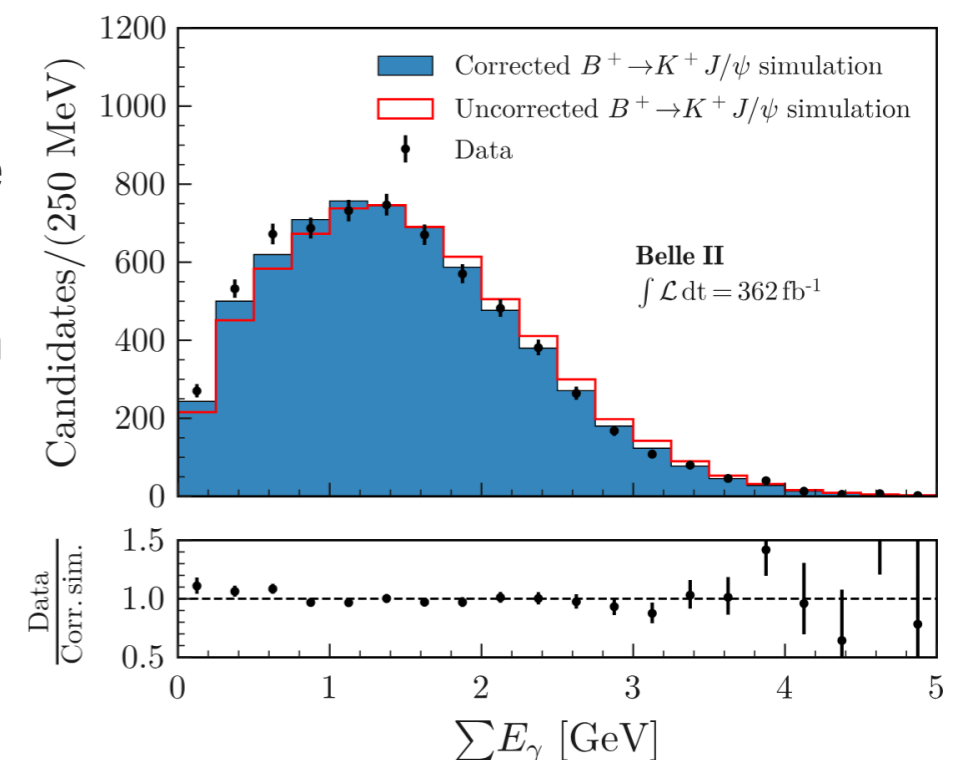 1200
1000
800
600
400
200
0
Candidates/(250 MeV)
Corrected B⁺→K⁺J/ψ simulation
Uncorrected B⁺→K⁺J/ψ simulation
Data
Belle II
∫ℒdt = 362 fb⁻¹
Data
Corr. sim.
1.5
1.0
0.5
0 1 2 3 4 5
∑E_γ [GeV]